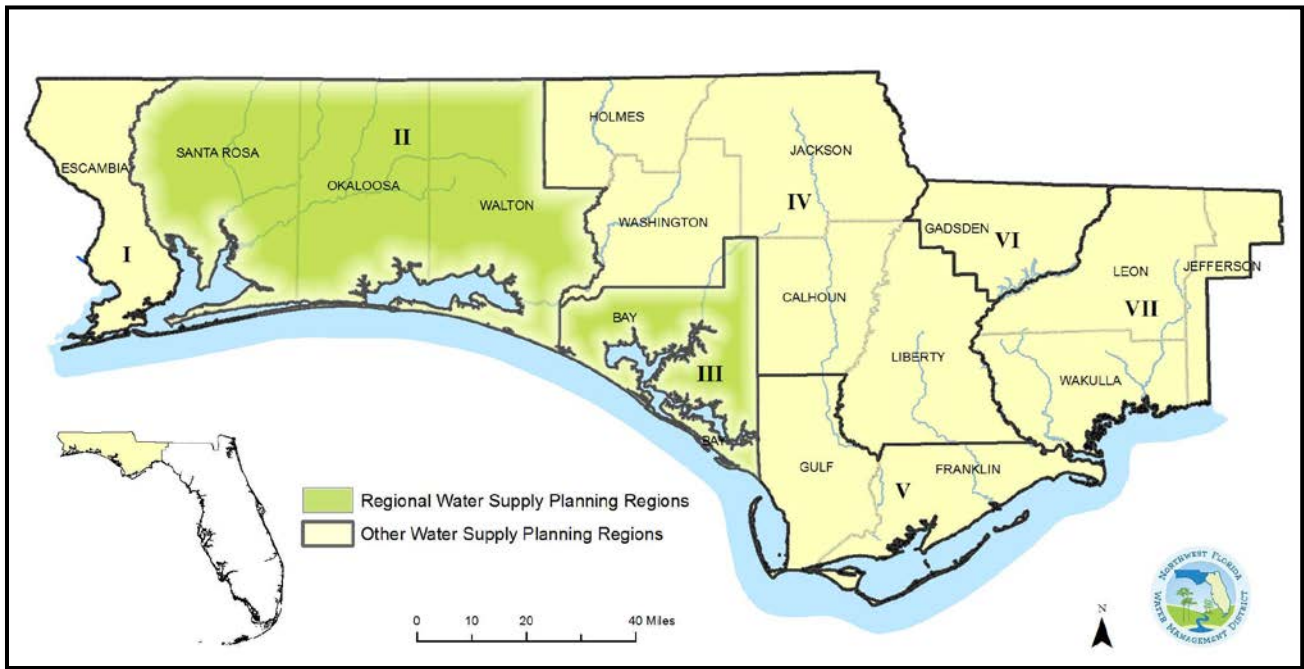 HOLMES
JACKSON
ESCAMBIA
SANTA ROSA
II
OKALOOSA
WALTON
WASHINGTON
IV
GADSDEN
VI
I
LEON
JEFFERSON
CALHOUN
VII
BAY
LIBERTY
III
WAKULLA
BAY
GULF
FRANKLIN
V
Regional Water Supply Planning Regions
Other Water Supply Planning Regions
0 10 20 40 Miles
N
NORTHWEST FLORIDA
WATER MANAGEMENT DISTRICT